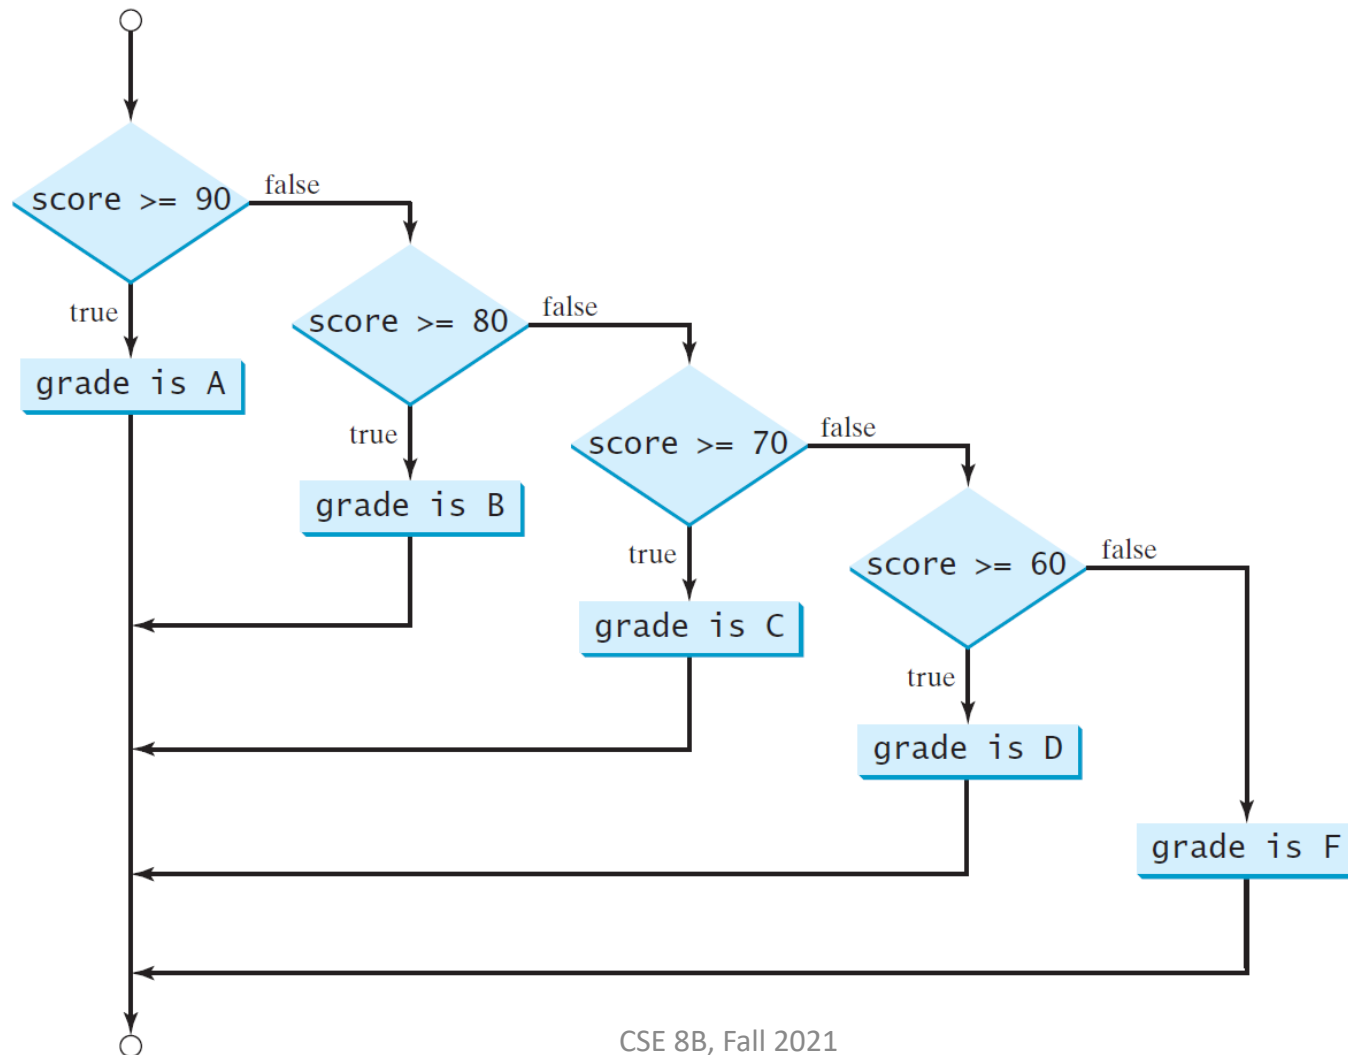 score >= 90
false
true
grade is A
score >= 80
false
true
grade is B
score >= 70
false
true
grade is C
score >= 60
false
true
grade is D
grade is F
CSE 8B, Fall 2021